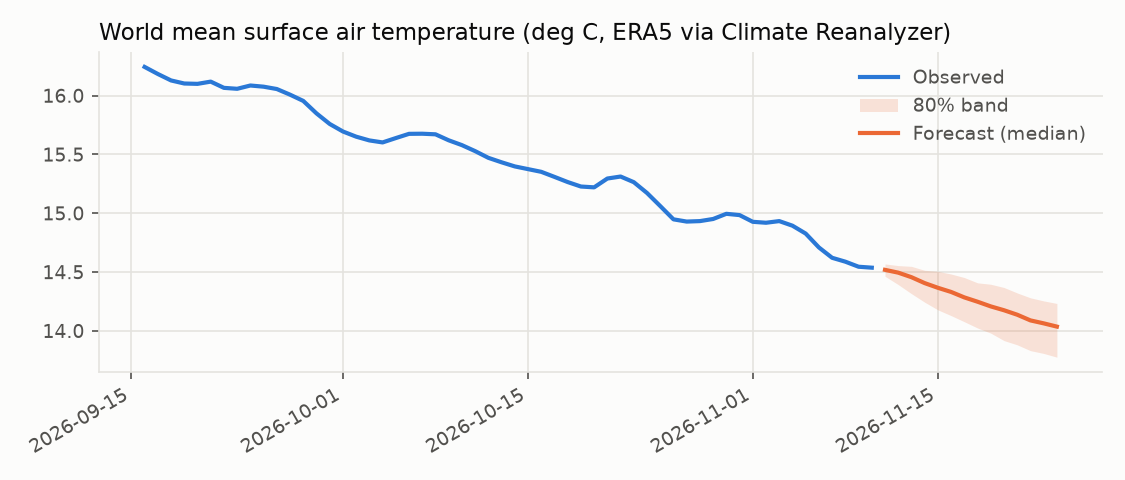 World mean surface air temperature (deg C, ERA5 via Climate Reanalyzer)
Observed
80% band
Forecast (median)
16.0
15.5
15.0
14.5
14.0
2026-09-15
2026-10-01
2026-10-15
2026-11-01
2026-11-15